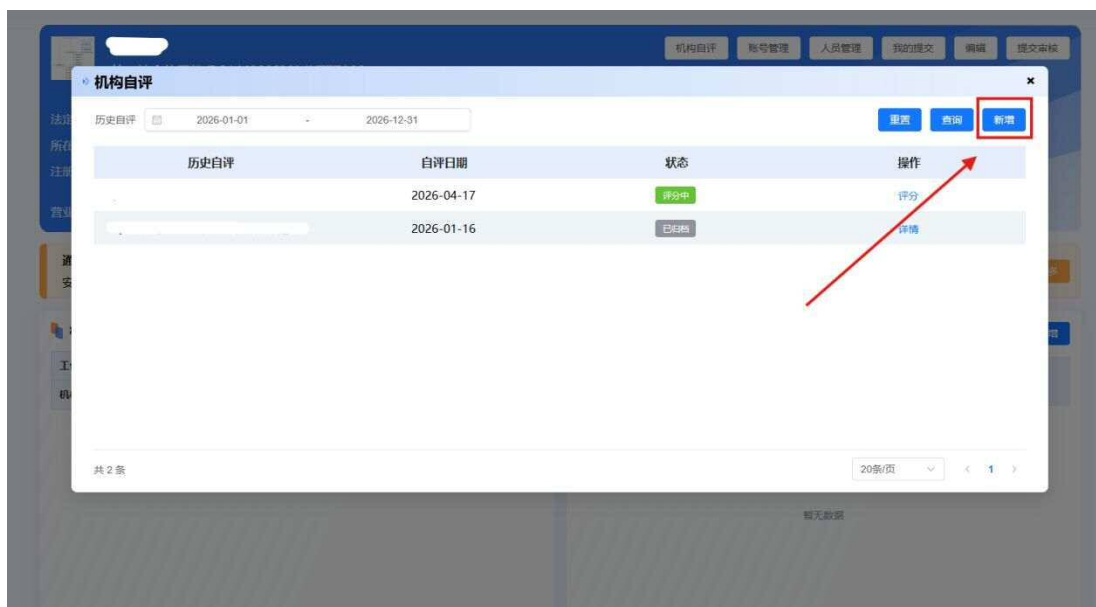 机构自评 账号管理 人员管理 我的提交 编辑 提交审核
机构自评
历史自评 2026-01-01 - 2026-12-31 重置 查询 新增
历史自评 自评日期 状态 操作
2026-04-17 评分中 评分
2026-01-16 已归档 详情
共 2 条 20条/页 1
暂无数据